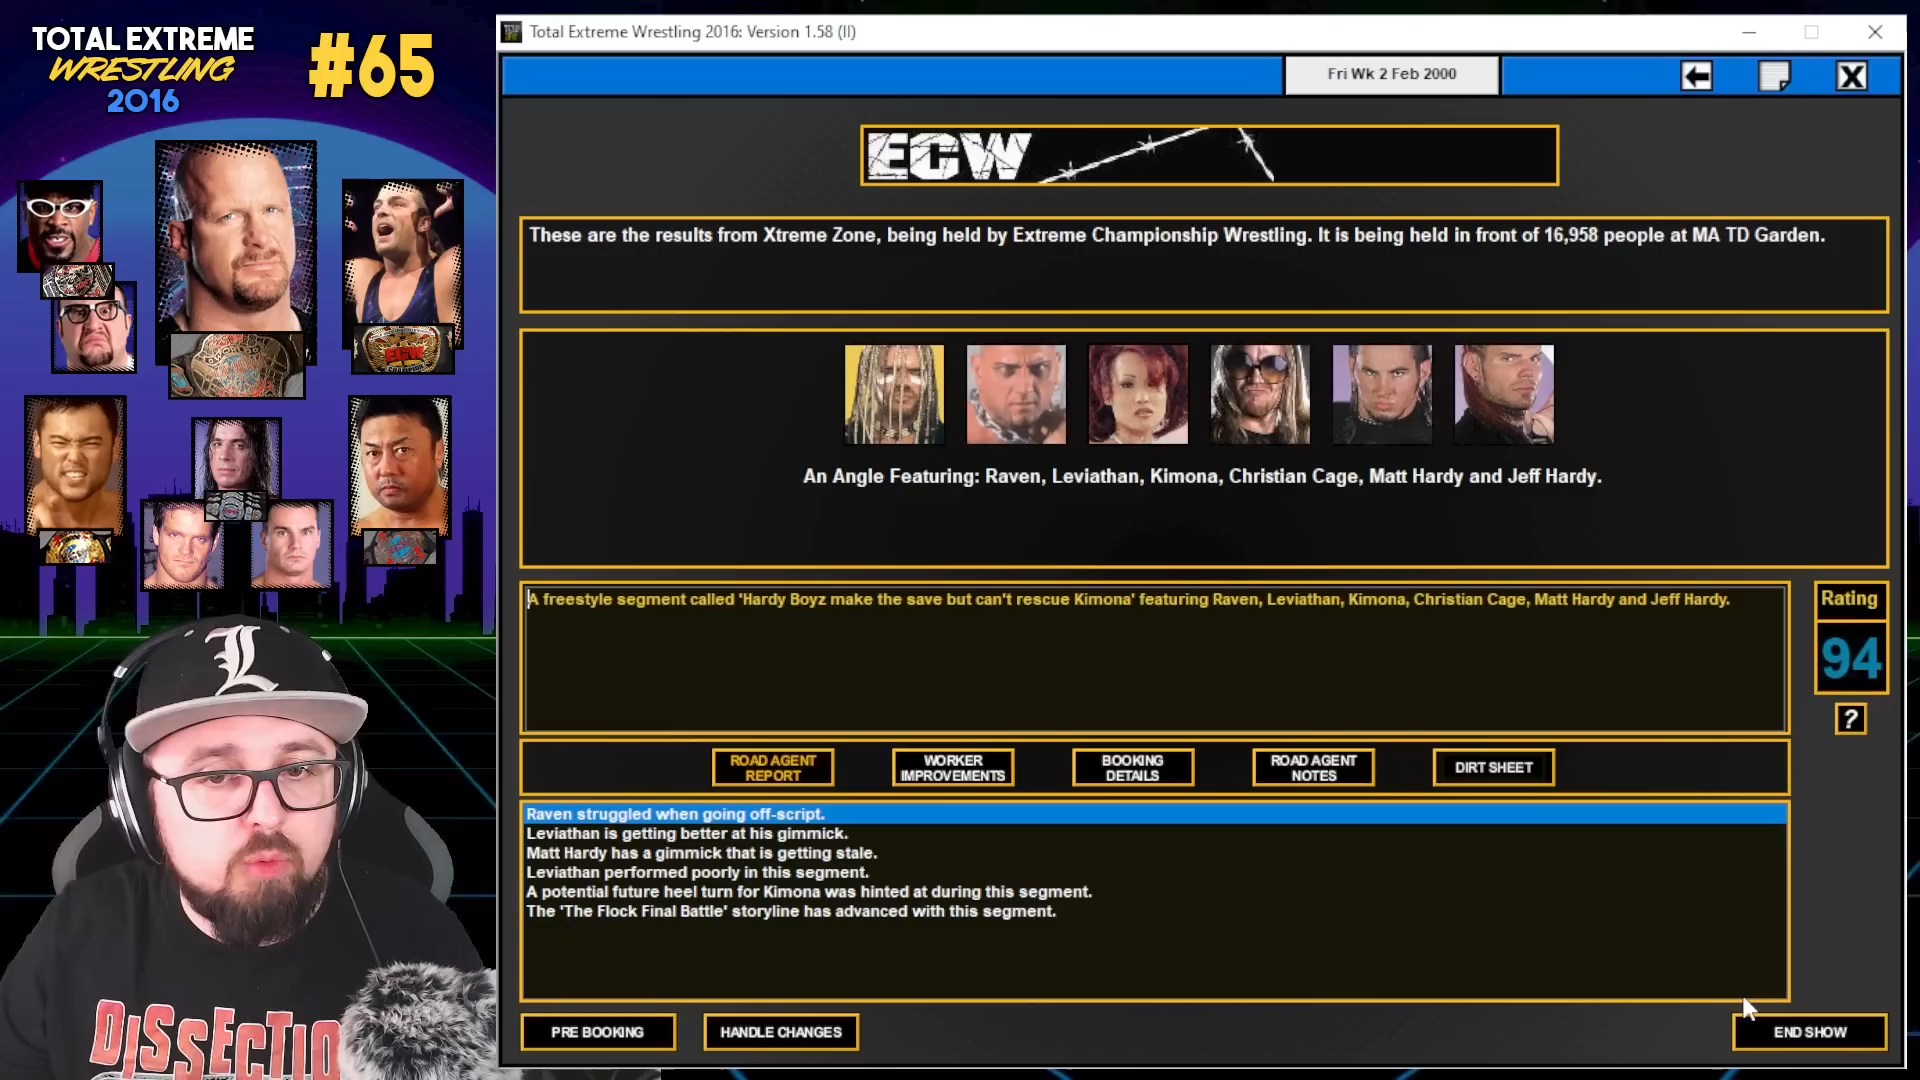 TOTAL EXTREME
WRESTLING
2016
#65
Total Extreme Wrestling 2016: Version 1.58 (II)
Fri Wk 2 Feb 2000
ECW
These are the results from Xtreme Zone, being held by Extreme Championship Wrestling. It is being held in front of 16,958 people at MA TD Garden.
An Angle Featuring: Raven, Leviathan, Kimona, Christian Cage, Matt Hardy and Jeff Hardy.
A freestyle segment called 'Hardy Boyz make the save but can't rescue Kimona' featuring Raven, Leviathan, Kimona, Christian Cage, Matt Hardy and Jeff Hardy.
Rating
94
?
ROAD AGENT
REPORT
WORKER
IMPROVEMENTS
BOOKING
DETAILS
ROAD AGENT
NOTES
DIRT SHEET
Raven struggled when going off-script.
Leviathan is getting better at his gimmick.
Matt Hardy has a gimmick that is getting stale.
Leviathan performed poorly in this segment.
A potential future heel turn for Kimona was hinted at during this segment.
The 'The Flock Final Battle' storyline has advanced with this segment.
PRE BOOKING
HANDLE CHANGES
END SHOW
L